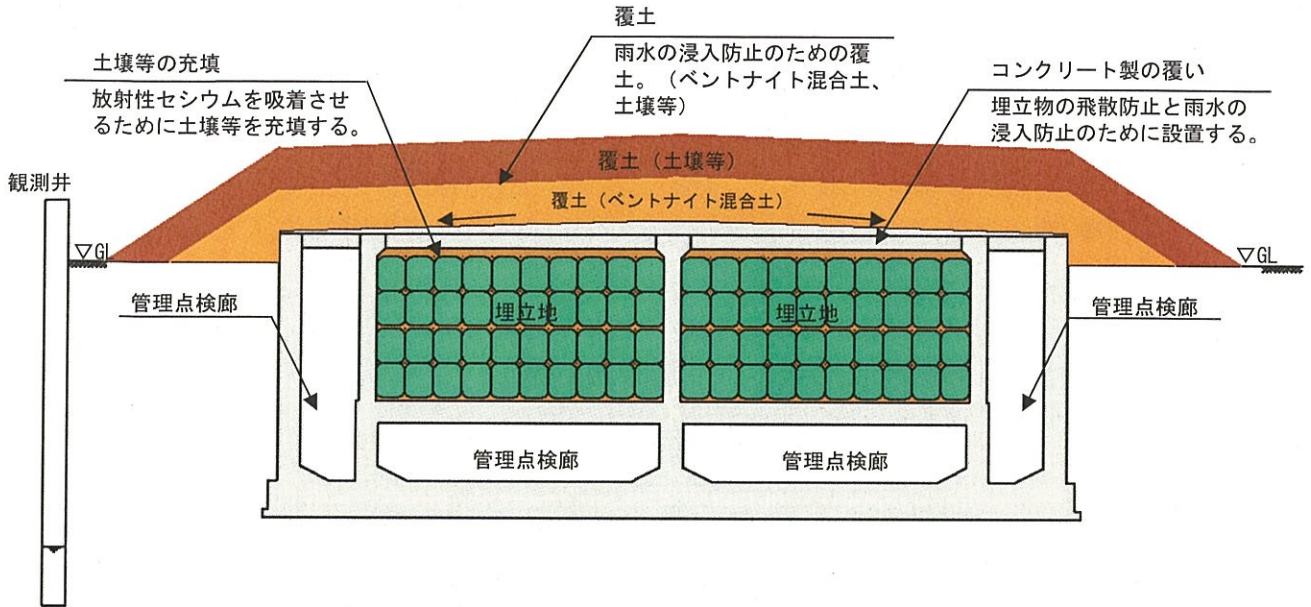 覆土
雨水の浸入防止のための覆
土。（ベントナイト混合土、
土壌等）
土壌等の充填
放射性セシウムを吸着させ
るために土壌等を充填する。
コンクリート製の覆い
埋立物の飛散防止と雨水の
浸入防止のために設置する。
観測井
覆土（土壌等）
覆土（ベントナイト混合土）
▽GL
▽GL
管理点検廊
埋立地
埋立地
管理点検廊
管理点検廊
管理点検廊